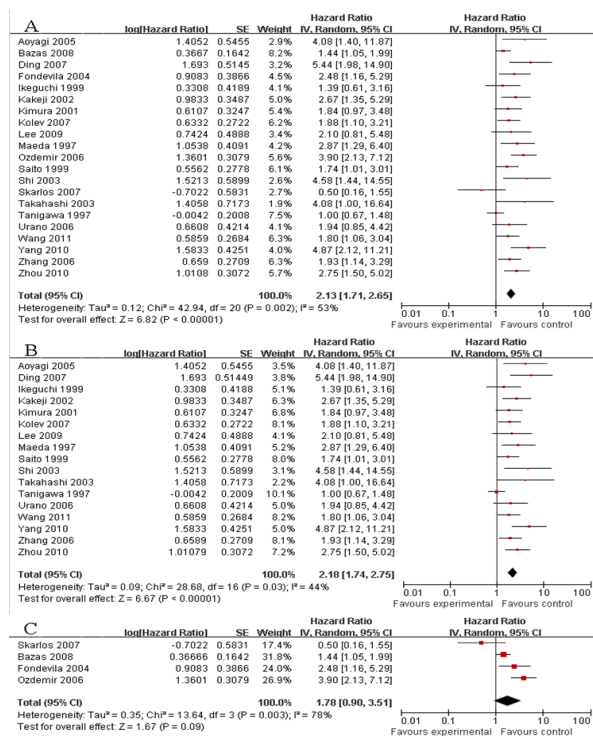 A
Hazard Ratio Hazard Ratio
log[Hazard Ratio] SE Weight IV, Random, 95% CI IV, Random, 95% CI
Aoyagi 2005 1.4052 0.5455 2.9% 4.08 [1.40, 11.87]
Bazas 2008 0.3667 0.1642 8.1% 1.44 [1.05, 1.99]
Ding 2007 1.693 0.5145 3.2% 5.44 [1.98, 14.90]
Fondevila 2004 0.9083 0.3866 4.5% 2.48 [1.16, 5.29]
Ikeguchi 1999 0.3308 0.4189 4.1% 1.39 [0.61, 3.16]
Kakeji 2002 0.9833 0.3487 5.0% 2.67 [1.35, 5.29]
Kimura 2001 0.6107 0.3247 5.4% 1.84 [0.97, 3.48]
Kolev 2007 0.6332 0.2722 6.2% 1.88 [1.10, 3.21]
Lee 2009 0.7424 0.4888 3.4% 2.10 [0.81, 5.48]
Maeda 1997 1.0538 0.4091 4.2% 2.87 [1.29, 6.40]
Ozdemir 2006 1.3601 0.3079 5.6% 3.90 [2.13, 7.12]
Saito 1999 0.5562 0.2778 6.1% 1.74 [1.01, 3.01]
Shi 2003 1.5213 0.5899 2.6% 4.58 [1.44, 14.55]
Skarlos 2007 -0.7022 0.5831 2.7% 0.50 [0.16, 1.55]
Takahashi 2003 1.4058 0.7173 1.9% 4.08 [1.00, 16.64]
Tanigawa 1997 -0.0042 0.2008 7.5% 1.00 [0.67, 1.48]
Urano 2006 0.6608 0.4214 4.1% 1.94 [0.85, 4.42]
Wang 2011 0.5859 0.2684 6.3% 1.80 [1.06, 3.04]
Yang 2010 1.5833 0.4251 4.1% 4.87 [2.12, 11.21]
Zhang 2006 0.659 0.2709 6.2% 1.93 [1.14, 3.29]
Zhou 2010 1.0108 0.3072 5.7% 2.75 [1.50, 5.02]
Total (95% CI) 100.0% 2.13 [1.71, 2.65]
Heterogeneity: Tau² = 0.12; Chi² = 42.94, df = 20 (P = 0.002); I² = 53%
Test for overall effect: Z = 6.82 (P < 0.00001)
0.01 0.1 1 10 100
Favours experimental Favours control
B
Hazard Ratio Hazard Ratio
log[Hazard Ratio] SE Weight IV, Random, 95% CI IV, Random, 95% CI
Aoyagi 2005 1.4052 0.5455 3.5% 4.08 [1.40, 11.87]
Ding 2007 1.693 0.51449 3.8% 5.44 [1.98, 14.90]
Ikeguchi 1999 0.3308 0.4188 5.1% 1.39 [0.61, 3.16]
Kakeji 2002 0.9833 0.3487 6.4% 2.67 [1.35, 5.29]
Kimura 2001 0.6107 0.3247 6.9% 1.84 [0.97, 3.48]
Kolev 2007 0.6332 0.2722 8.2% 1.88 [1.10, 3.21]
Lee 2009 0.7424 0.4888 4.1% 2.10 [0.81, 5.48]
Maeda 1997 1.0538 0.4091 5.3% 2.87 [1.29, 6.40]
Saito 1999 0.5562 0.2778 8.0% 1.74 [1.01, 3.01]
Shi 2003 1.5213 0.5899 3.1% 4.58 [1.44, 14.55]
Takahashi 2003 1.4058 0.7173 2.2% 4.08 [1.00, 16.64]
Tanigawa 1997 -0.0042 0.2009 10.1% 1.00 [0.67, 1.48]
Urano 2006 0.6608 0.4214 5.0% 1.94 [0.85, 4.42]
Wang 2011 0.5859 0.2684 8.3% 1.80 [1.06, 3.04]
Yang 2010 1.5833 0.4251 5.0% 4.87 [2.12, 11.21]
Zhang 2006 0.6589 0.2709 8.2% 1.93 [1.14, 3.29]
Zhou 2010 1.01079 0.3072 7.2% 2.75 [1.50, 5.02]
Total (95% CI) 100.0% 2.18 [1.74, 2.75]
Heterogeneity: Tau² = 0.09; Chi² = 28.68, df = 16 (P = 0.03); I² = 44%
Test for overall effect: Z = 6.67 (P < 0.00001)
0.01 0.1 1 10 100
Favours experimental Favours control
C
Hazard Ratio Hazard Ratio
log[Hazard Ratio] SE Weight IV, Random, 95% CI IV, Random, 95% CI
Skarlos 2007 -0.7022 0.5831 17.4% 0.50 [0.16, 1.55]
Bazas 2008 0.36666 0.1642 31.8% 1.44 [1.05, 1.99]
Fondevila 2004 0.9083 0.3866 24.0% 2.48 [1.16, 5.29]
Ozdemir 2006 1.3601 0.3079 26.9% 3.90 [2.13, 7.12]
Total (95% CI) 100.0% 1.78 [0.90, 3.51]
Heterogeneity: Tau² = 0.35; Chi² = 13.64, df = 3 (P = 0.003); I² = 78%
Test for overall effect: Z = 1.67 (P = 0.09)
0.01 0.1 1 10 100
Favours experimental Favours control